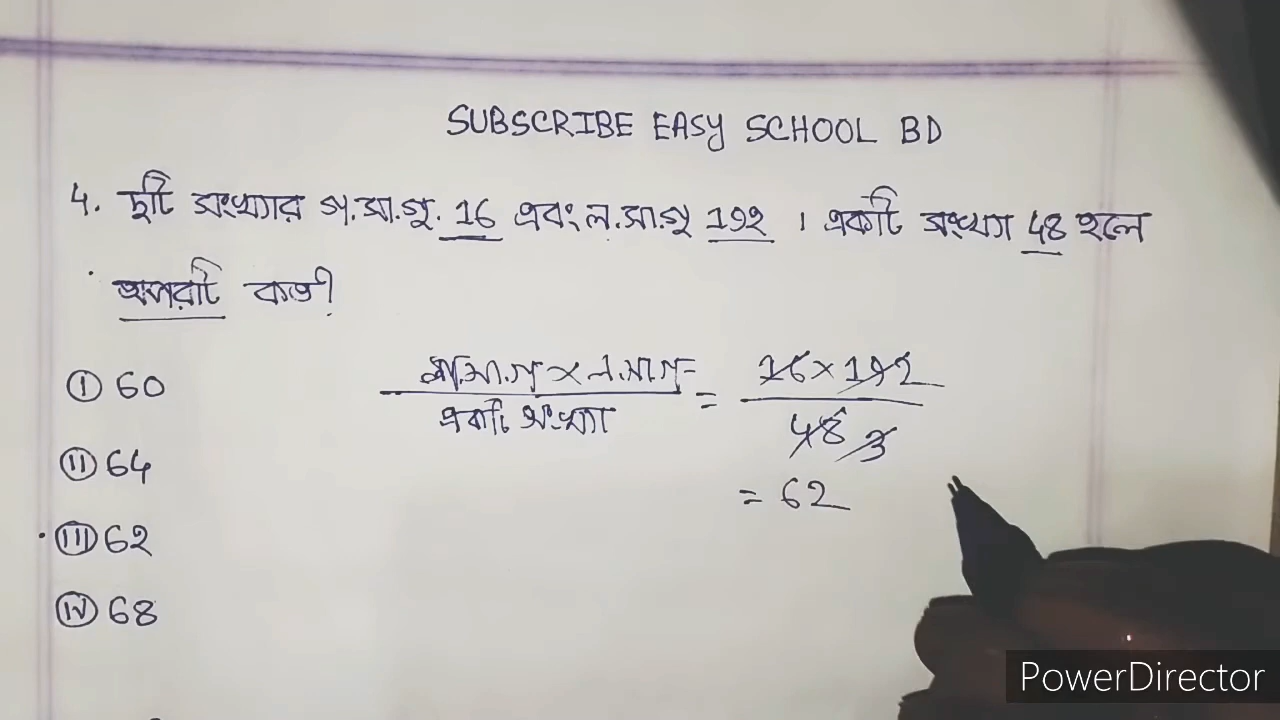 SUBSCRIBE EASY SCHOOL BD
4. দুটি সংখ্যার গ.সা.গু. 16 এবং ল.সা.গু 192 । একটি সংখ্যা 48 হলে
অপরটি কত?
গ.সা.গু × ল.সা.গু / একটি সংখ্যা = 16 × 192 / 48 3
= 62
(I) 60
(II) 64
(III) 62
(IV) 68
PowerDirector